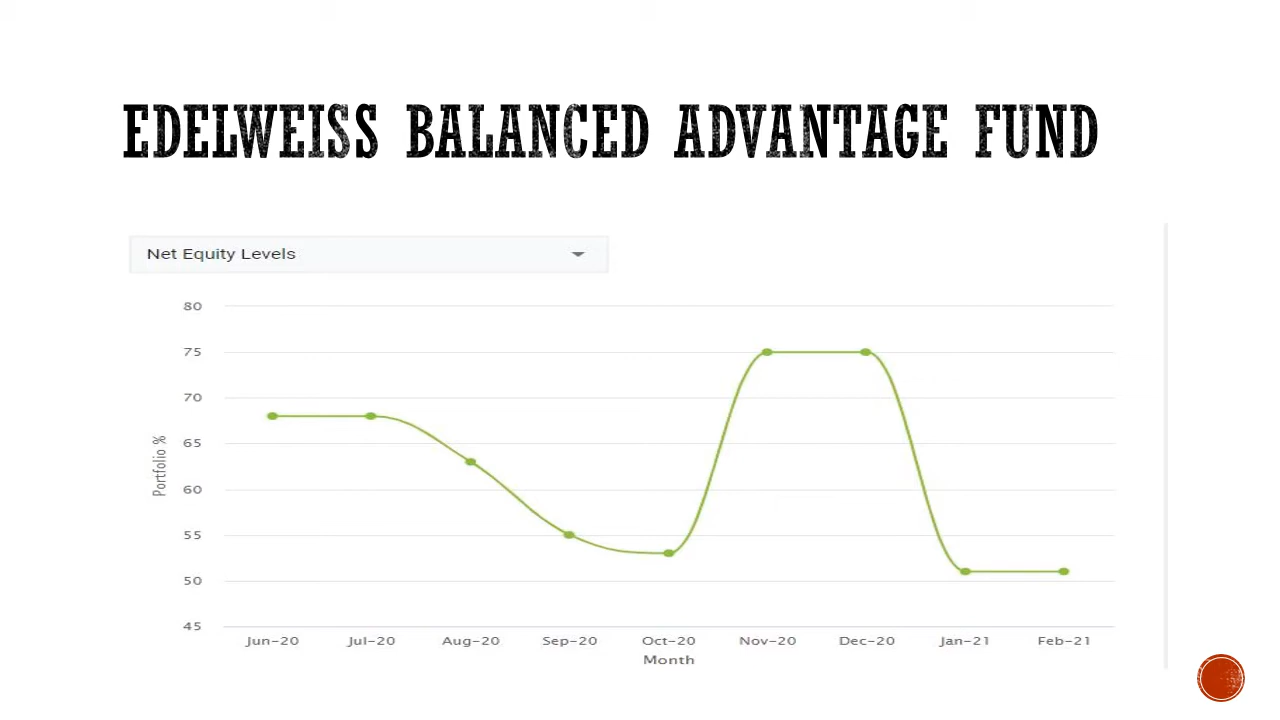 EDELWEISS BALANCED ADVANTAGE FUND
Net Equity Levels
80
75
70
65
60
55
50
45
Portfolio %
Jun-20 Jul-20 Aug-20 Sep-20 Oct-20 Nov-20 Dec-20 Jan-21 Feb-21
Month